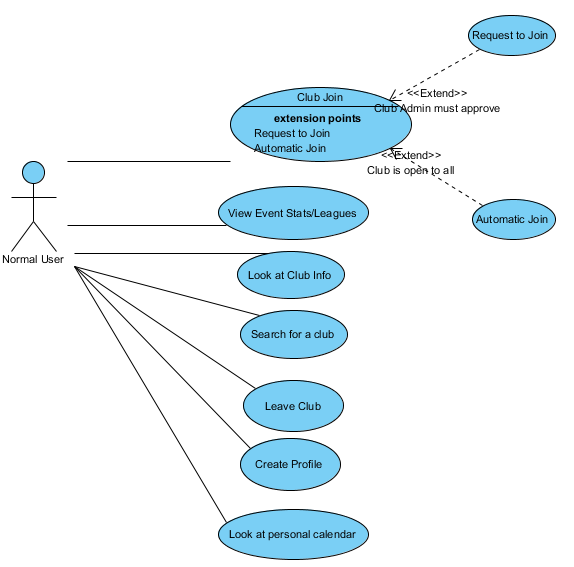 Request to Join
<<Extend>>
Club Admin must approve
Club Join
extension points
Request to Join
Automatic Join
<<Extend>>
Club is open to all
Automatic Join
View Event Stats/Leagues
Normal User
Look at Club Info
Search for a club
Leave Club
Create Profile
Look at personal calendar